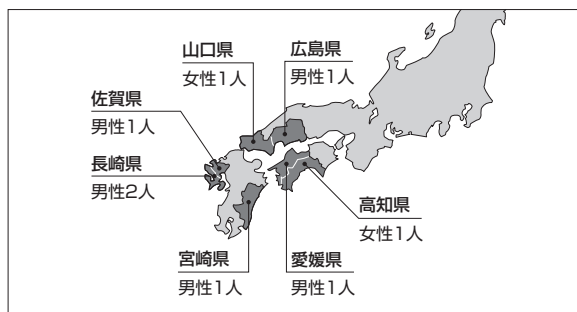 山口県
女性1人
広島県
男性1人
佐賀県
男性1人
長崎県
男性2人
高知県
女性1人
宮崎県
男性1人
愛媛県
男性1人